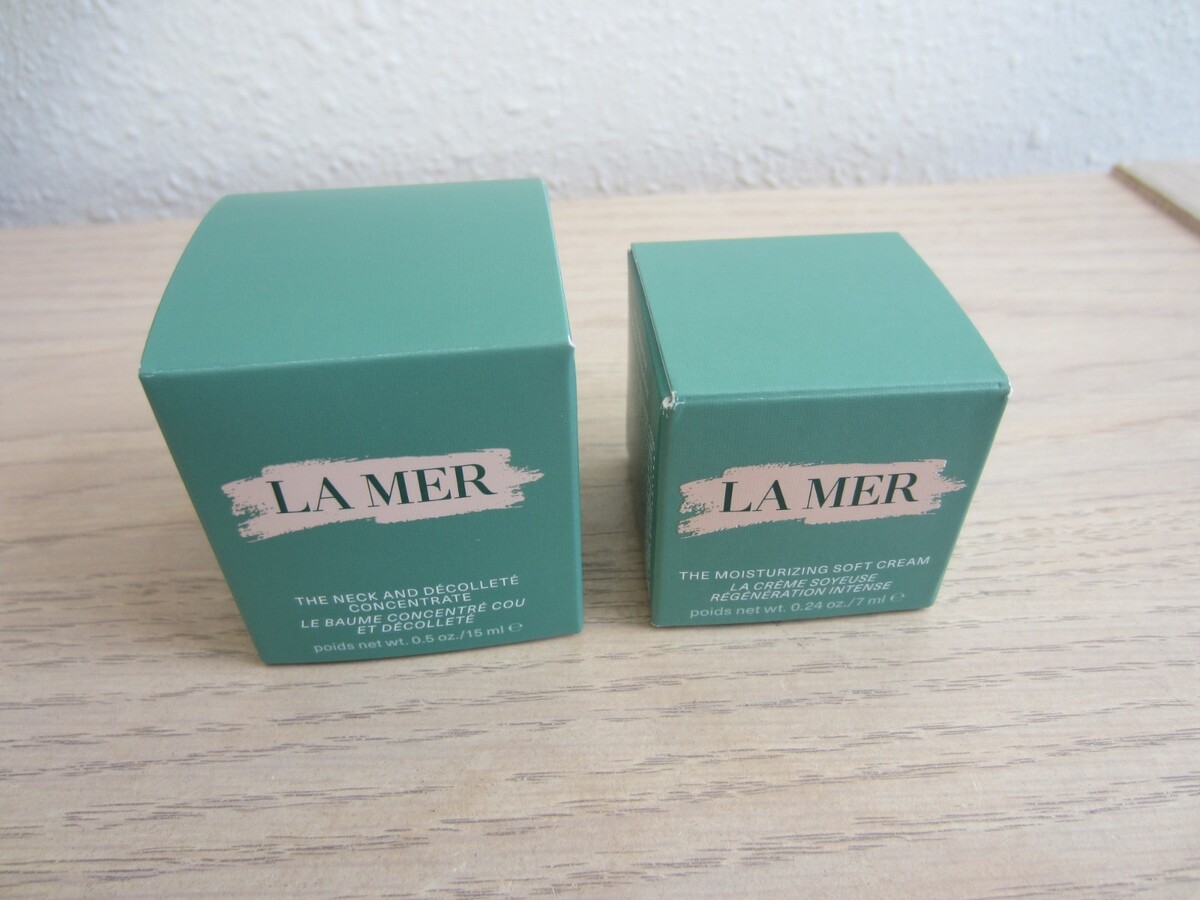 LA MER
THE NECK AND DÉCOLLETÉ
CONCENTRATE
LE BAUME CONCENTRÉ COU
ET DÉCOLLETÉ
poids net wt. 0.5 oz./15 ml ℮
LA MER
THE MOISTURIZING SOFT CREAM
LA CRÈME SOYEUSE
RÉGÉNÉRATION INTENSE
poids net wt. 0.24 oz./7 ml ℮